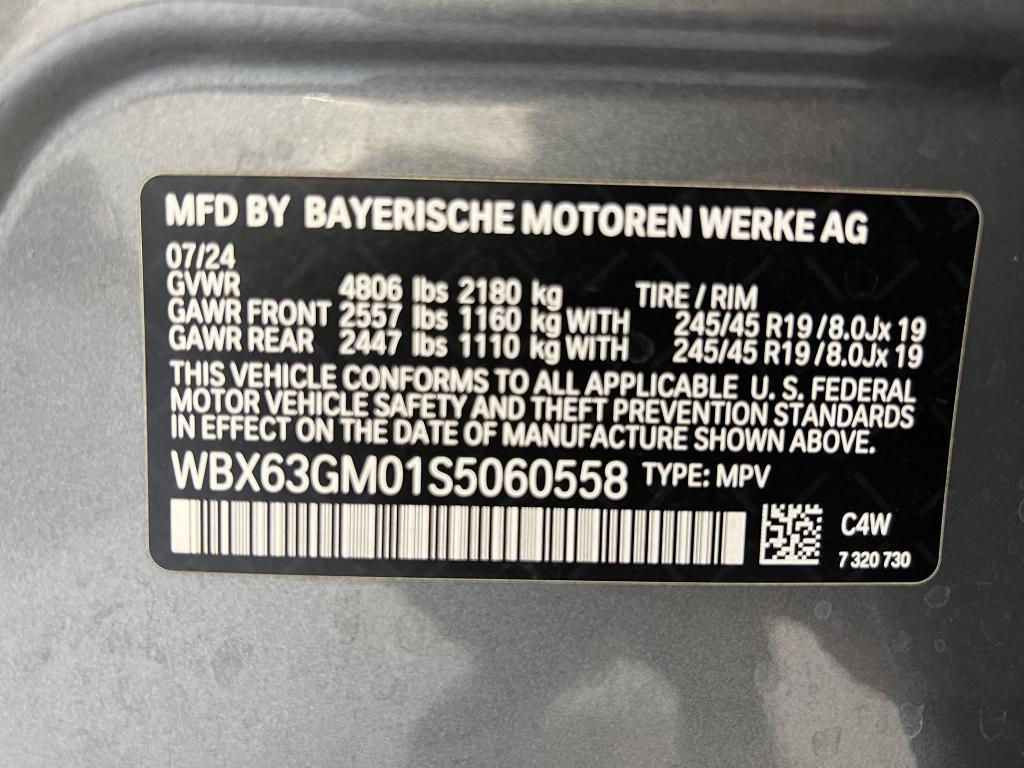 MFD BY BAYERISCHE MOTOREN WERKE AG
07/24
GVWR 4806 lbs 2180 kg TIRE / RIM
GAWR FRONT 2557 lbs 1160 kg WITH 245/45 R19 / 8.0Jx 19
GAWR REAR 2447 lbs 1110 kg WITH 245/45 R19 / 8.0Jx 19
THIS VEHICLE CONFORMS TO ALL APPLICABLE U. S. FEDERAL
MOTOR VEHICLE SAFETY AND THEFT PREVENTION STANDARDS
IN EFFECT ON THE DATE OF MANUFACTURE SHOWN ABOVE.
WBX63GM01S5060558 TYPE: MPV
C4W
7 320 730